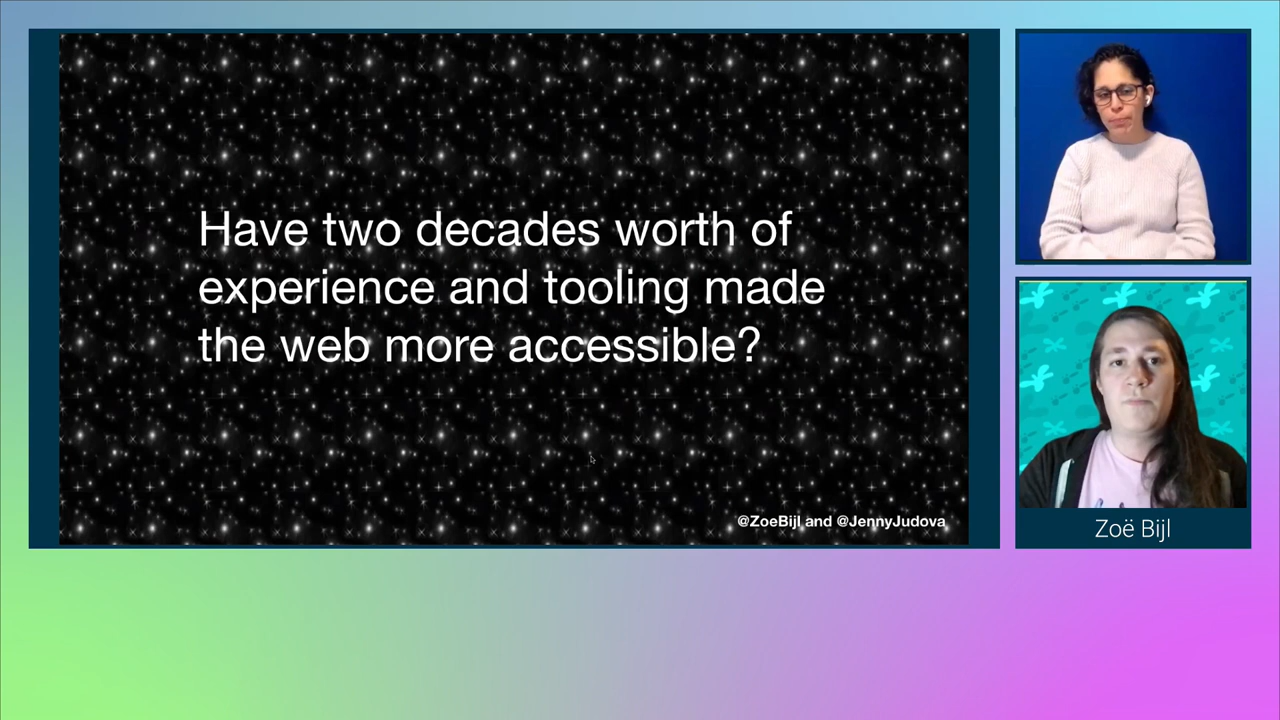 Have two decades worth of
experience and tooling made
the web more accessible?
@ZoeBijl and @JennyJudova
Zoë Bijl